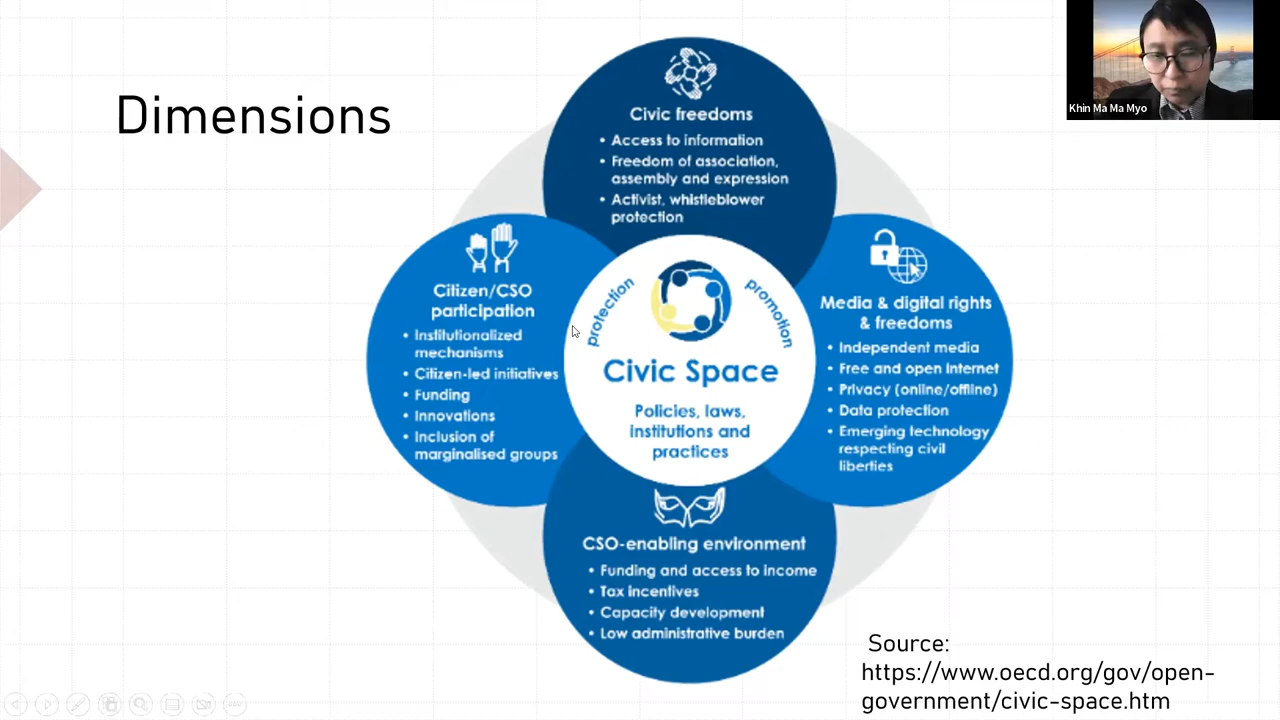 Dimensions
Khin Ma Ma Myo
Civic freedoms
• Access to information
• Freedom of association,
assembly and expression
• Activist, whistleblower
protection
Citizen/CSO
participation
• Institutionalized
mechanisms
• Citizen-led initiatives
• Funding
• Innovations
• Inclusion of
marginalised groups
protection
promotion
Civic Space
Policies, laws,
institutions and
practices
Media & digital rights
& freedoms
• Independent media
• Free and open internet
• Privacy (online/offline)
• Data protection
• Emerging technology
respecting civil
liberties
CSO-enabling environment
• Funding and access to income
• Tax incentives
• Capacity development
• Low administrative burden
Source:
https://www.oecd.org/gov/open-
government/civic-space.htm